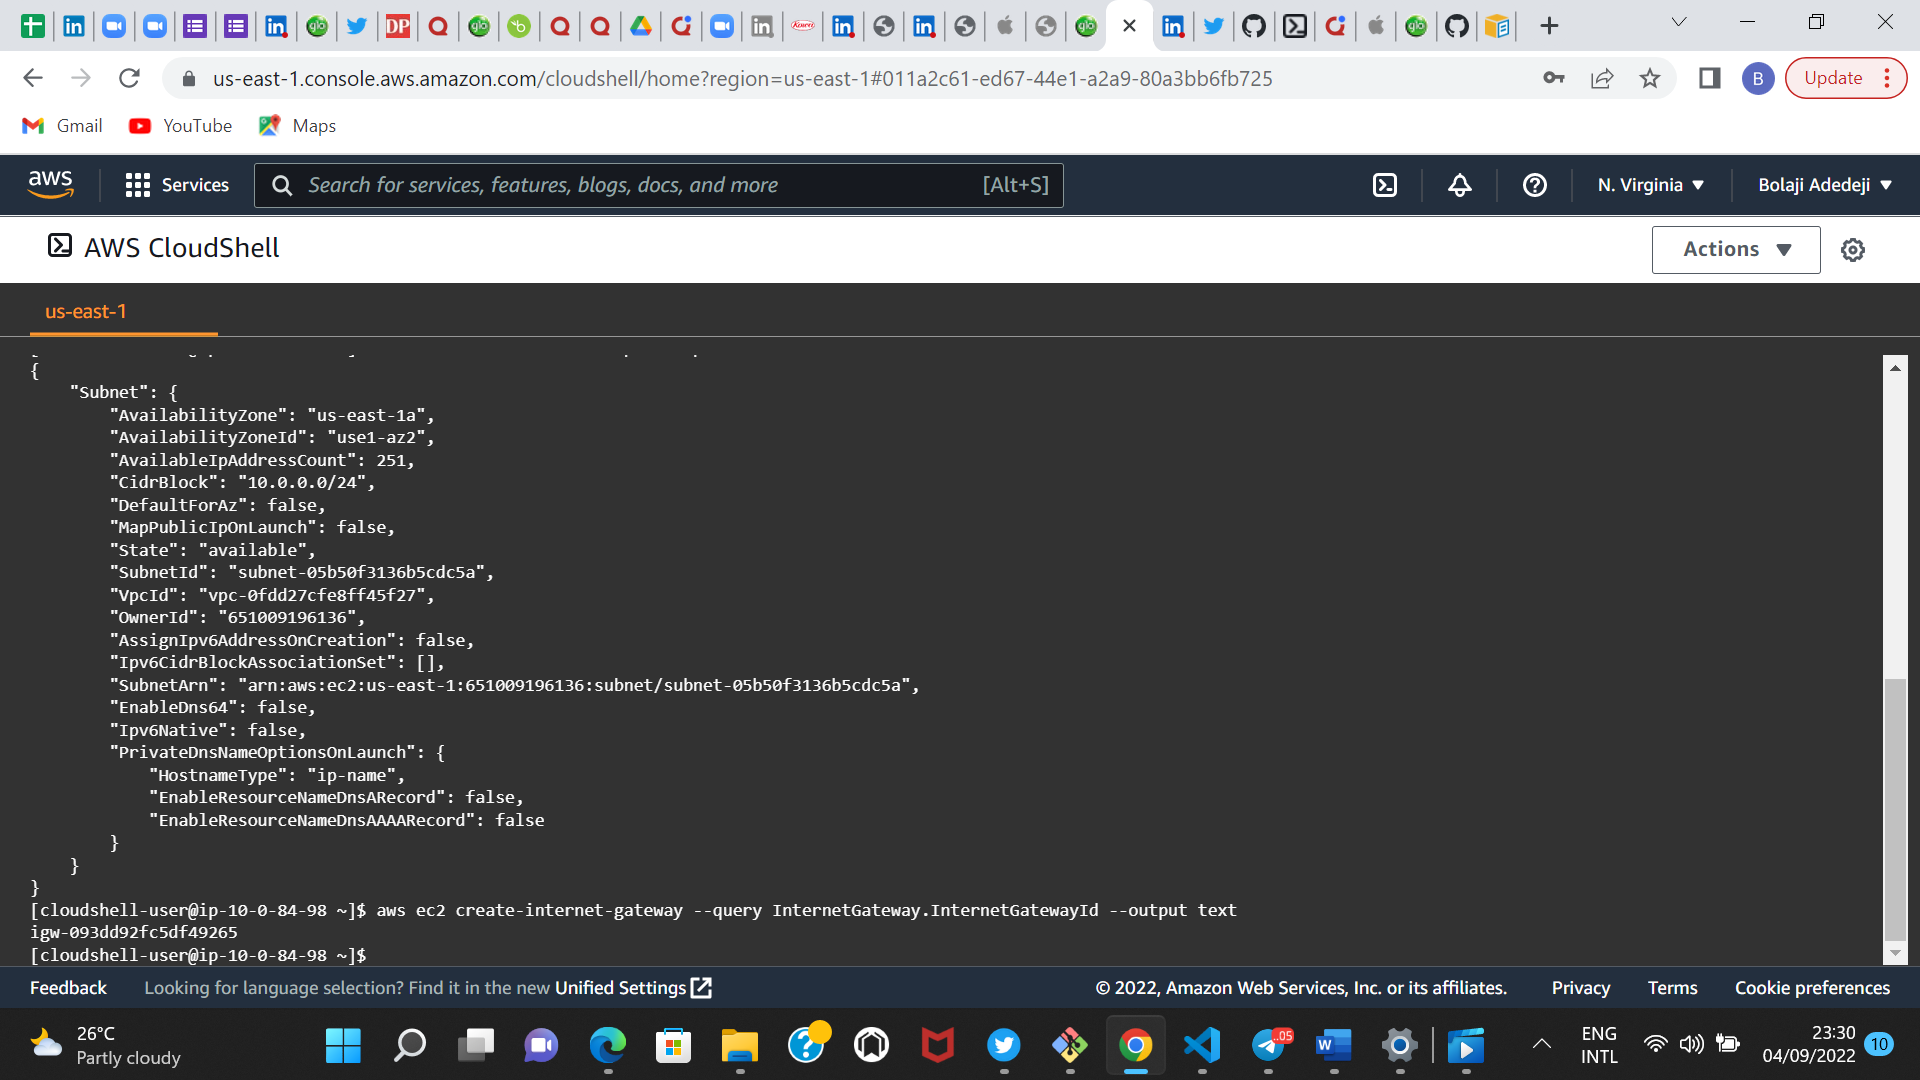 us-east-1.console.aws.amazon.com/cloudshell/home?region=us-east-1#011a2c61-ed67-44e1-a2a9-80a3bb6fb725
B
Update
Gmail
YouTube
Maps
aws
Services
Search for services, features, blogs, docs, and more
[Alt+S]
N. Virginia
Bolaji Adedeji
AWS CloudShell
Actions
us-east-1
{
"Subnet": {
"AvailabilityZone": "us-east-1a",
"AvailabilityZoneId": "use1-az2",
"AvailableIpAddressCount": 251,
"CidrBlock": "10.0.0.0/24",
"DefaultForAz": false,
"MapPublicIpOnLaunch": false,
"State": "available",
"SubnetId": "subnet-05b50f3136b5cdc5a",
"VpcId": "vpc-0fdd27cfe8ff45f27",
"OwnerId": "651009196136",
"AssignIpv6AddressOnCreation": false,
"Ipv6CidrBlockAssociationSet": [],
"SubnetArn": "arn:aws:ec2:us-east-1:651009196136:subnet/subnet-05b50f3136b5cdc5a",
"EnableDns64": false,
"Ipv6Native": false,
"PrivateDnsNameOptionsOnLaunch": {
"HostnameType": "ip-name",
"EnableResourceNameDnsARecord": false,
"EnableResourceNameDnsAAAARecord": false
}
}
}
[cloudshell-user@ip-10-0-84-98 ~]$ aws ec2 create-internet-gateway --query InternetGateway.InternetGatewayId --output text
igw-093dd92fc5df49265
[cloudshell-user@ip-10-0-84-98 ~]$
Feedback
Looking for language selection? Find it in the new Unified Settings
© 2022, Amazon Web Services, Inc. or its affiliates.
Privacy
Terms
Cookie preferences
26°C
Partly cloudy
ENG
INTL
23:30
04/09/2022
10